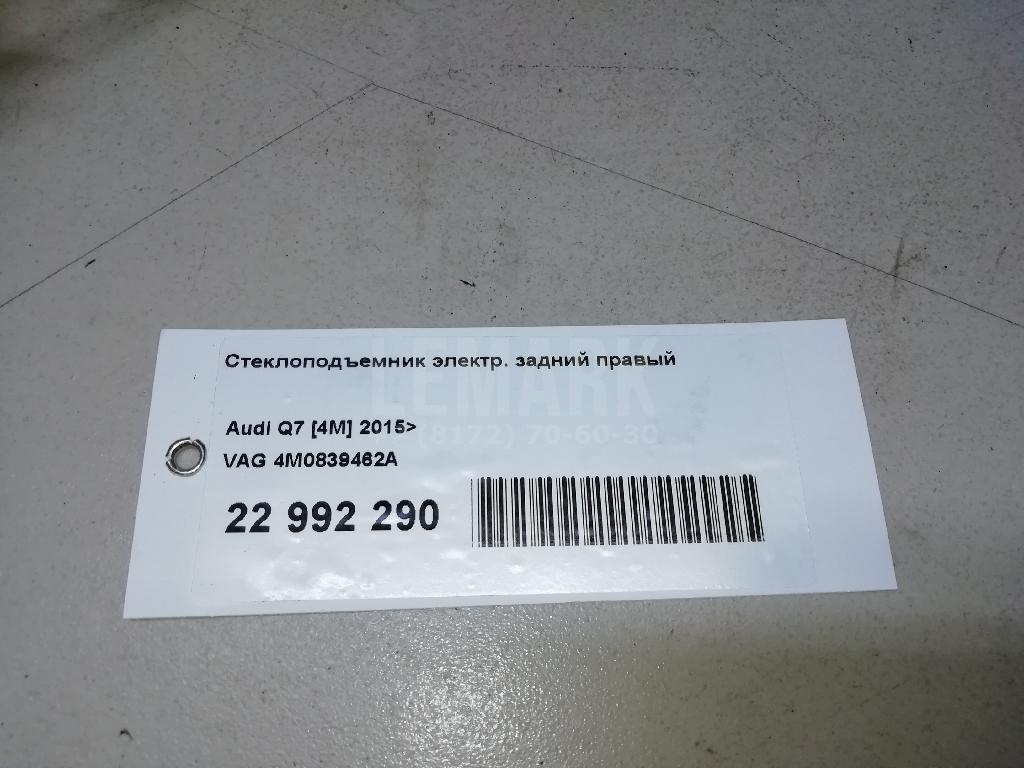 Стеклоподъемник электр. задний правый
LEMARK
(8172) 70-60-30
Audi Q7 [4M] 2015>
VAG 4M0839462A
22 992 290